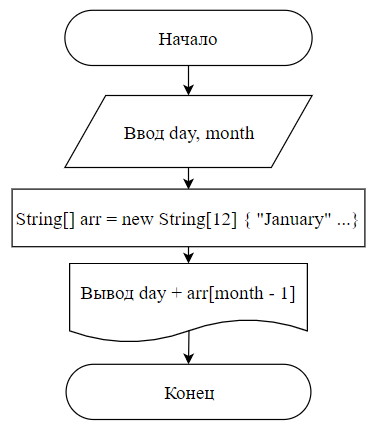 Начало
Ввод day, month
String[] arr = new String[12] { "January" ...}
Вывод day + arr[month - 1]
Конец